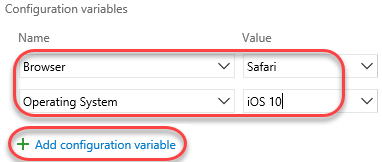 Configuration variables
Name Value
Browser Safari
Operating System iOS 10
+ Add configuration variable